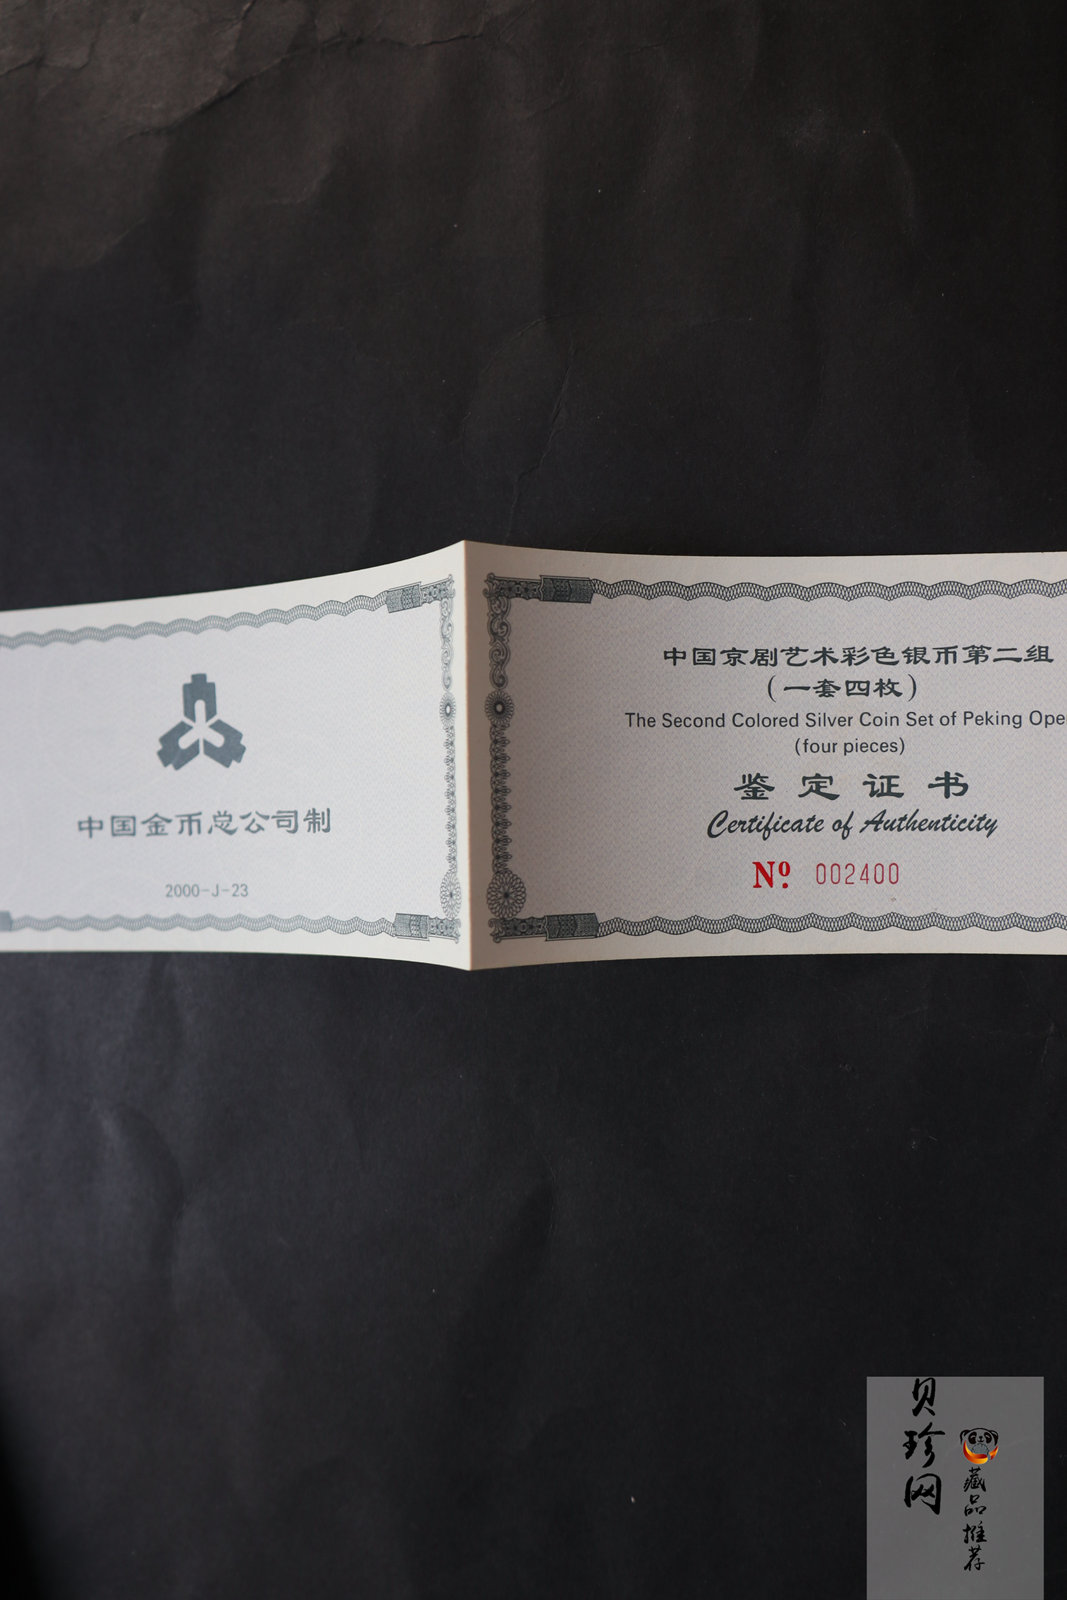 中国金币总公司制
2000-J-23
中国京剧艺术彩色银币第二组
(一套四枚)
The Second Colored Silver Coin Set of Peking Ope
(four pieces)
鉴定证书
Certificate of Authenticity
Nº 002400
贝珍网
藏品推荐